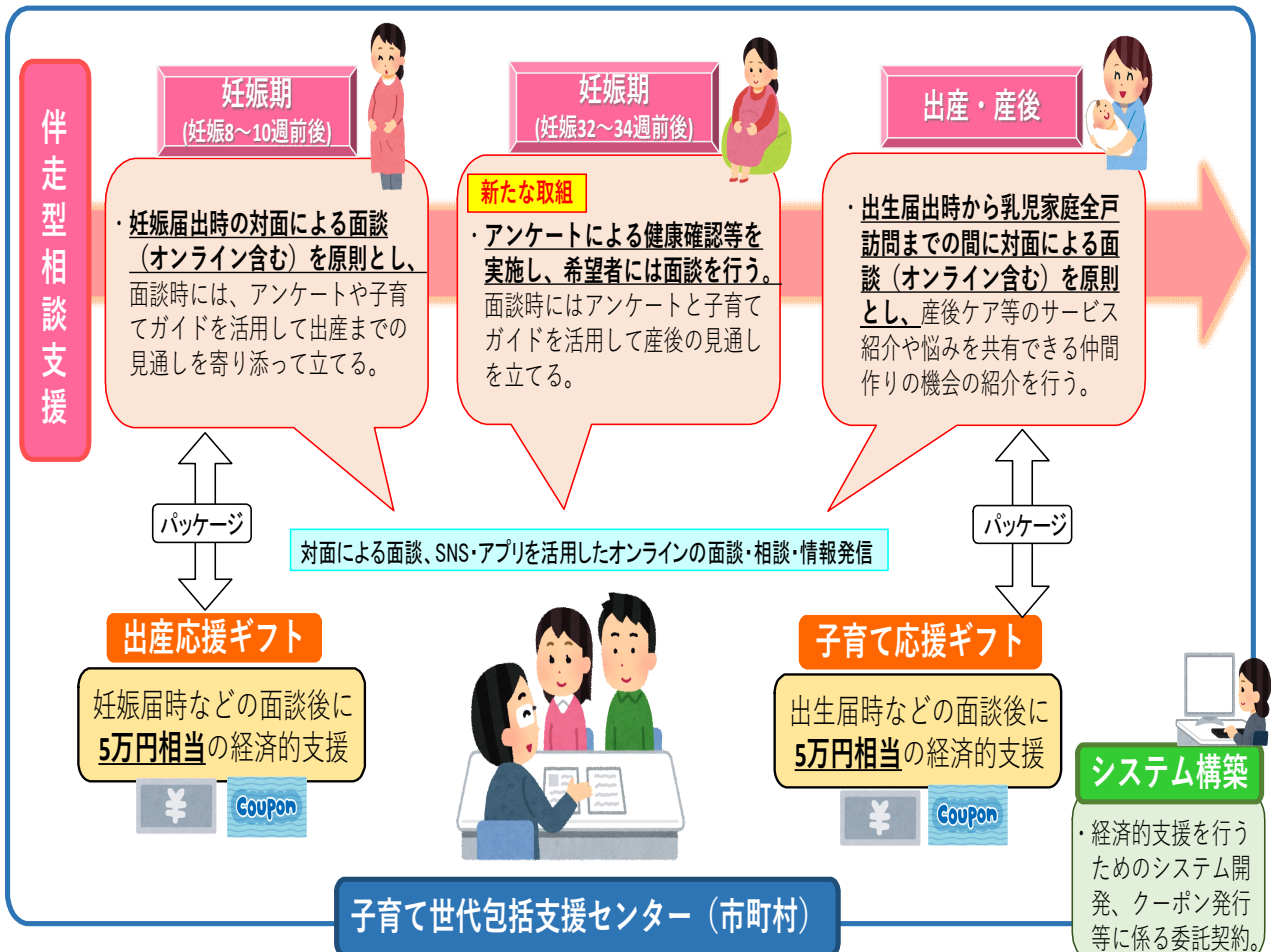 伴走型相談支援
妊娠期
(妊娠8～10週前後)
・妊娠届出時の対面による面談
（オンライン含む）を原則とし、
面談時には、アンケートや子育
てガイドを活用して出産までの
見通しを寄り添って立てる。
妊娠期
(妊娠32～34週前後)
新たな取組
・アンケートによる健康確認等を
実施し、希望者には面談を行う。
面談時にはアンケートと子育て
ガイドを活用して産後の見通し
を立てる。
出産・産後
・出生届出時から乳児家庭全戸
訪問までの間に対面による面
談（オンライン含む）を原則
とし、産後ケア等のサービス
紹介や悩みを共有できる仲間
作りの機会の紹介を行う。
パッケージ
パッケージ
対面による面談、SNS・アプリを活用したオンラインの面談・相談・情報発信
出産応援ギフト
妊娠届時などの面談後に
5万円相当の経済的支援
¥
Coupon
子育て応援ギフト
出生届時などの面談後に
5万円相当の経済的支援
¥
Coupon
システム構築
・経済的支援を行う
ためのシステム開
発、クーポン発行
等に係る委託契約。
子育て世代包括支援センター（市町村）